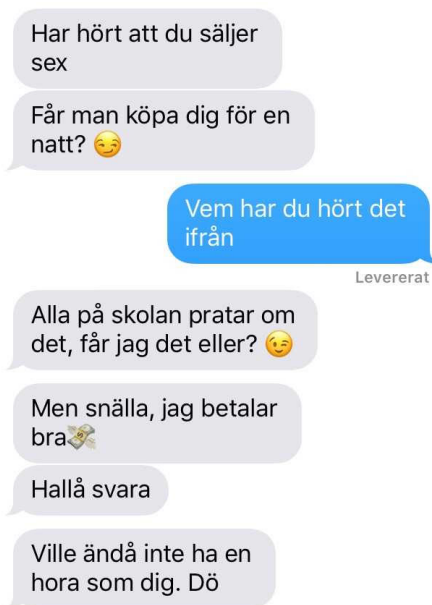 Har hört att du säljer
sex
Får man köpa dig för en
natt? 😏
Vem har du hört det
ifrån
Levererat
Alla på skolan pratar om
det, får jag det eller? 😉
Men snälla, jag betalar
bra💸
Hallå svara
Ville ändå inte ha en
hora som dig. Dö